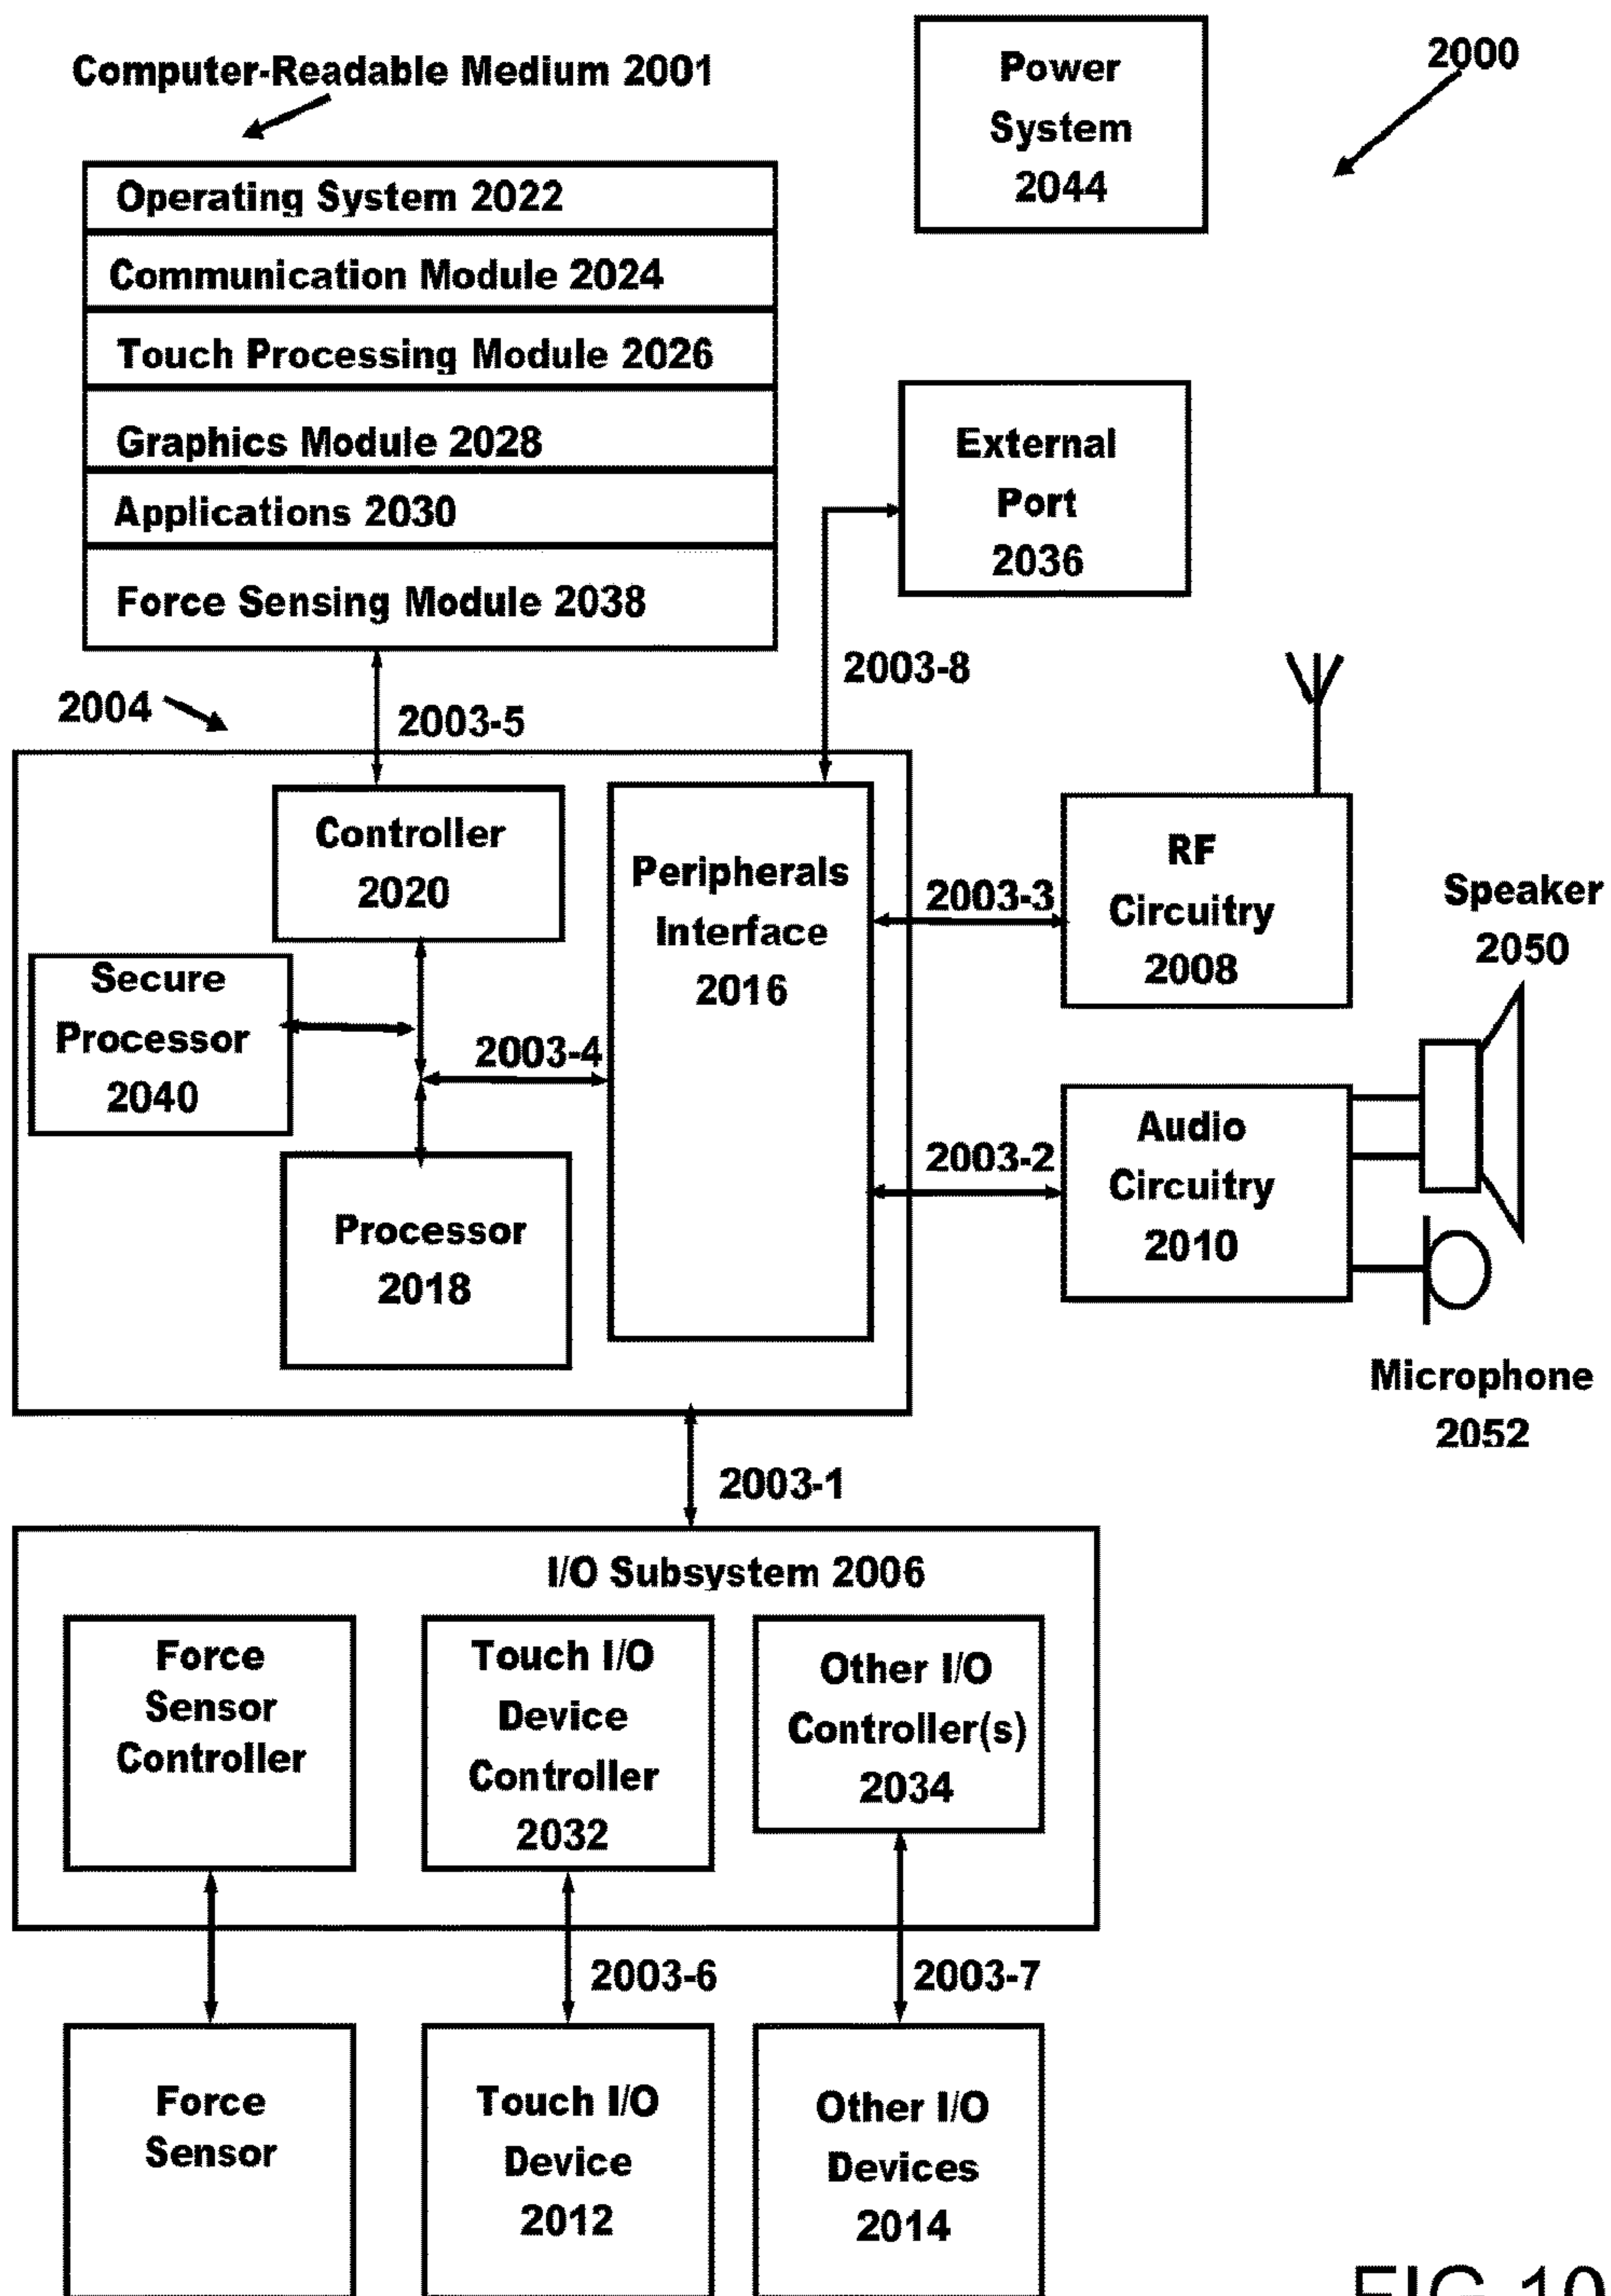 Computer-Readable Medium 2001
Operating System 2022
Communication Module 2024
Touch Processing Module 2026
Graphics Module 2028
Applications 2030
Force Sensing Module 2038
Power
System
2044
2000
External
Port
2036
2003-8
2004
2003-5
Controller
2020
Secure
Processor
2040
2003-4
Processor
2018
Peripherals
Interface
2016
2003-3
RF
Circuitry
2008
Speaker
2050
2003-2
Audio
Circuitry
2010
Microphone
2052
2003-1
I/O Subsystem 2006
Force
Sensor
Controller
Touch I/O
Device
Controller
2032
Other I/O
Controller(s)
2034
2003-6
2003-7
Force
Sensor
Touch I/O
Device
2012
Other I/O
Devices
2014
FIG.10